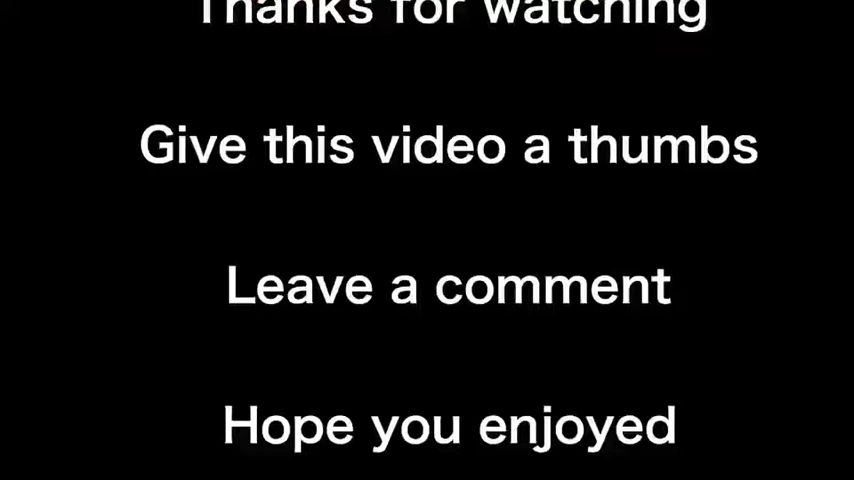 Thanks for watching
Give this video a thumbs
Leave a comment
Hope you enjoyed